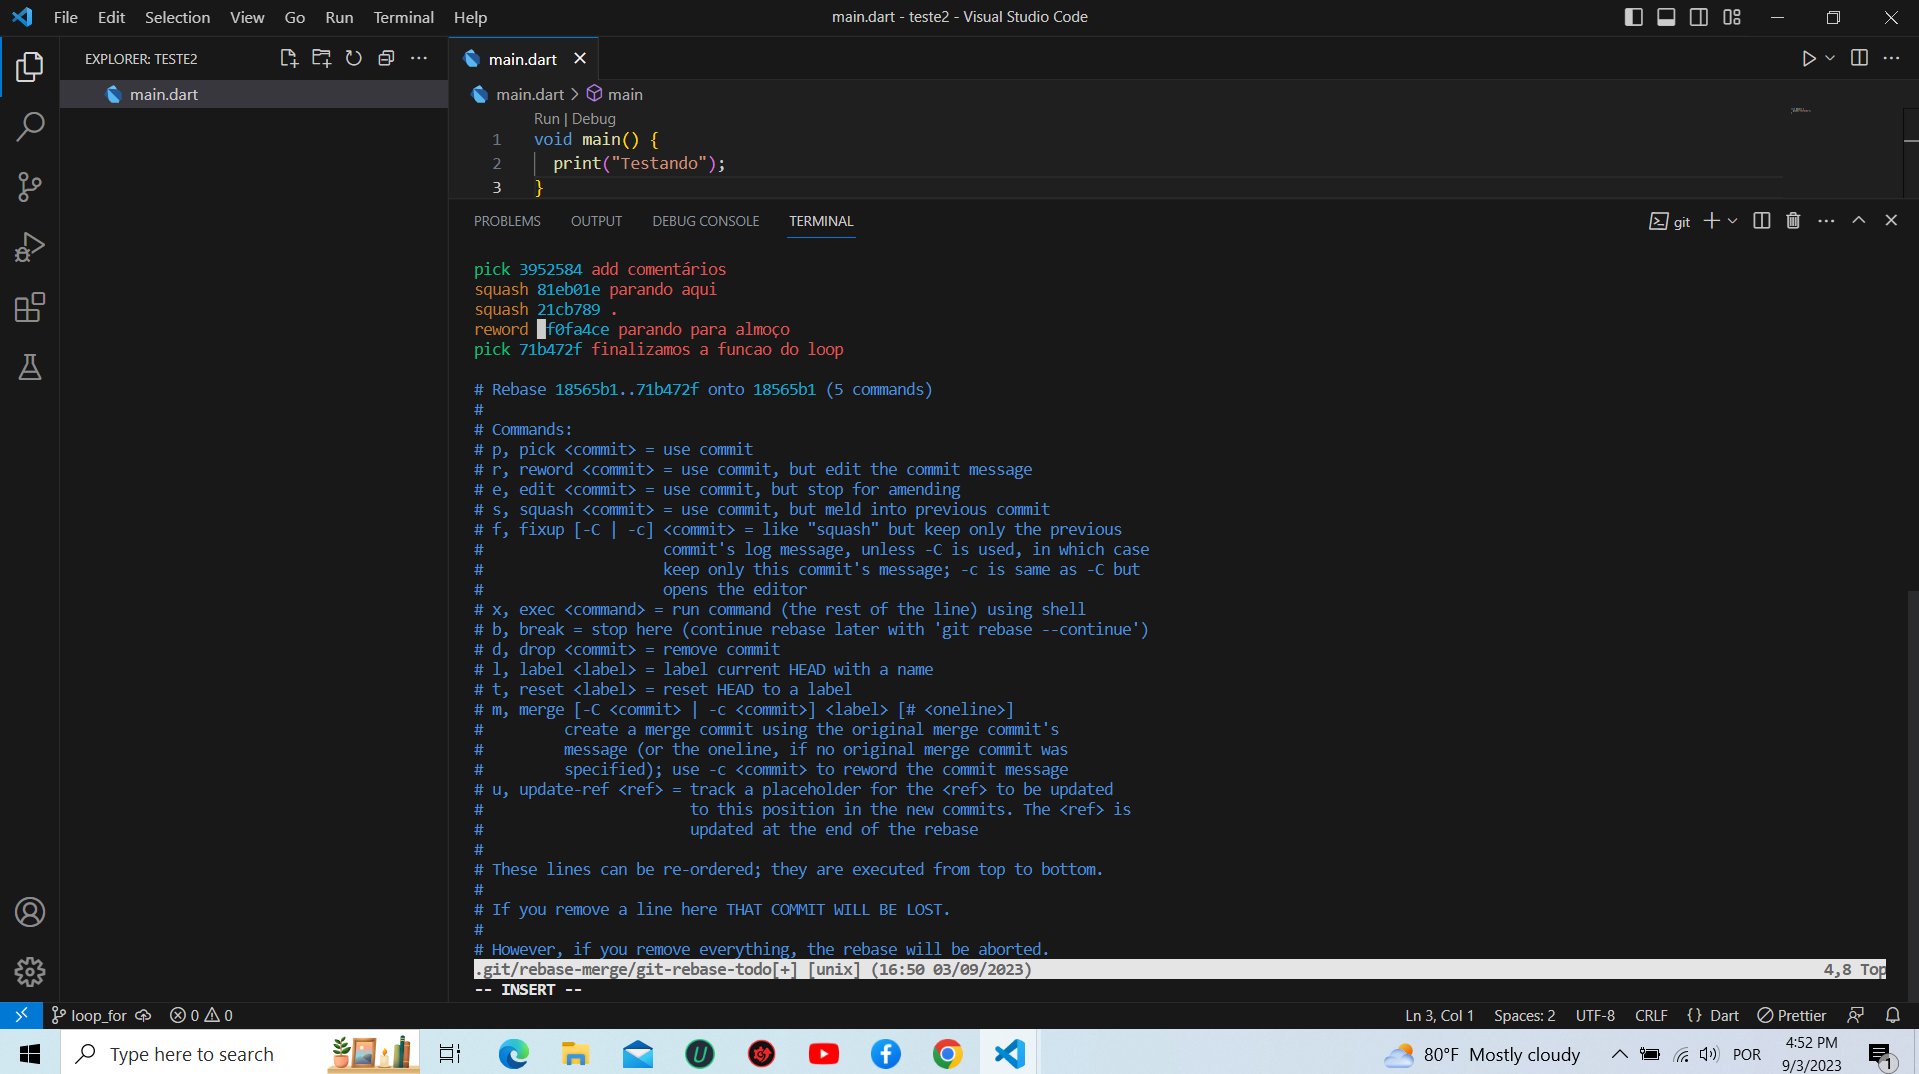 File Edit Selection View Go Run Terminal Help
main.dart - teste2 - Visual Studio Code
EXPLORER: TESTE2
main.dart
main.dart
main.dart > main
Run | Debug
1 void main() {
2 print("Testando");
3 }
PROBLEMS OUTPUT DEBUG CONSOLE TERMINAL
git
pick 3952584 add comentários
squash 81eb01e parando aqui
squash 21cb789 .
reword f0fa4ce parando para almoço
pick 71b472f finalizamos a funcao do loop
# Rebase 18565b1..71b472f onto 18565b1 (5 commands)
#
# Commands:
# p, pick <commit> = use commit
# r, reword <commit> = use commit, but edit the commit message
# e, edit <commit> = use commit, but stop for amending
# s, squash <commit> = use commit, but meld into previous commit
# f, fixup [-C | -c] <commit> = like "squash" but keep only the previous
# commit's log message, unless -C is used, in which case
# keep only this commit's message; -c is same as -C but
# opens the editor
# x, exec <command> = run command (the rest of the line) using shell
# b, break = stop here (continue rebase later with 'git rebase --continue')
# d, drop <commit> = remove commit
# l, label <label> = label current HEAD with a name
# t, reset <label> = reset HEAD to a label
# m, merge [-C <commit> | -c <commit>] <label> [# <oneline>]
# create a merge commit using the original merge commit's
# message (or the oneline, if no original merge commit was
# specified); use -c <commit> to reword the commit message
# u, update-ref <ref> = track a placeholder for the <ref> to be updated
# to this position in the new commits. The <ref> is
# updated at the end of the rebase
#
# These lines can be re-ordered; they are executed from top to bottom.
#
# If you remove a line here THAT COMMIT WILL BE LOST.
#
# However, if you remove everything, the rebase will be aborted.
.git/rebase-merge/git-rebase-todo[+] [unix] (16:50 03/09/2023) 4,8 Top
-- INSERT --
loop_for 0 0
Ln 3, Col 1 Spaces: 2 UTF-8 CRLF {} Dart Prettier
Type here to search
80°F Mostly cloudy
POR
4:52 PM
9/3/2023
1